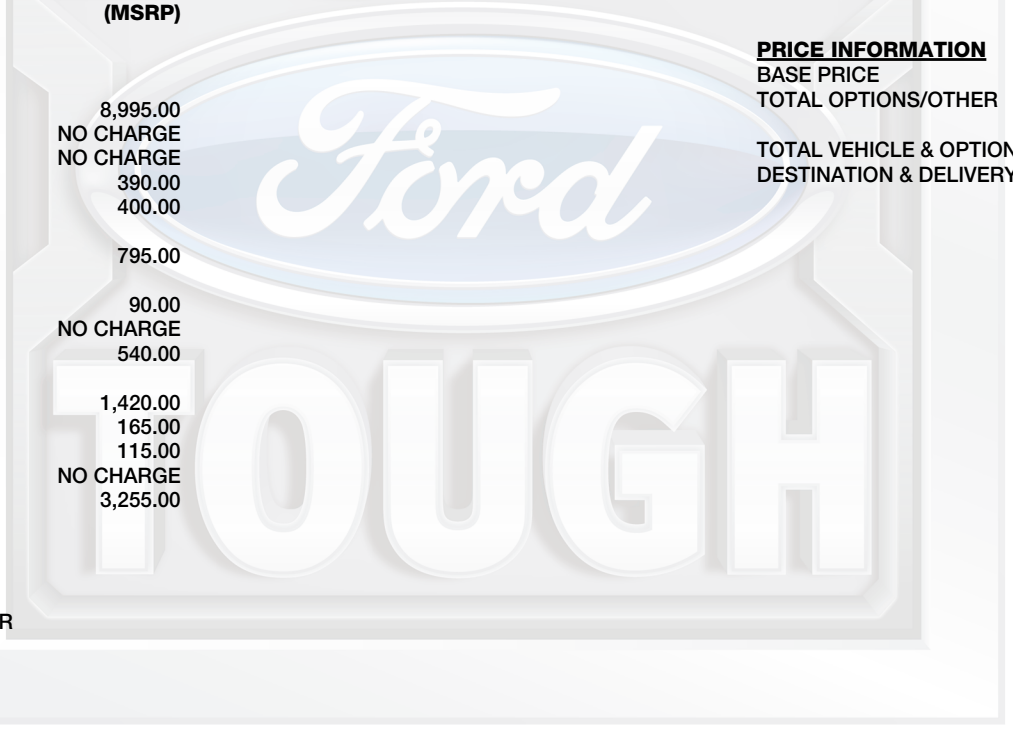 (MSRP)
8,995.00
NO CHARGE
NO CHARGE
390.00
400.00
795.00
90.00
NO CHARGE
540.00
1,420.00
165.00
115.00
NO CHARGE
3,255.00
R
PRICE INFORMATION
BASE PRICE
TOTAL OPTIONS/OTHER
TOTAL VEHICLE & OPTION
DESTINATION & DELIVERY
Ford
TOUGH